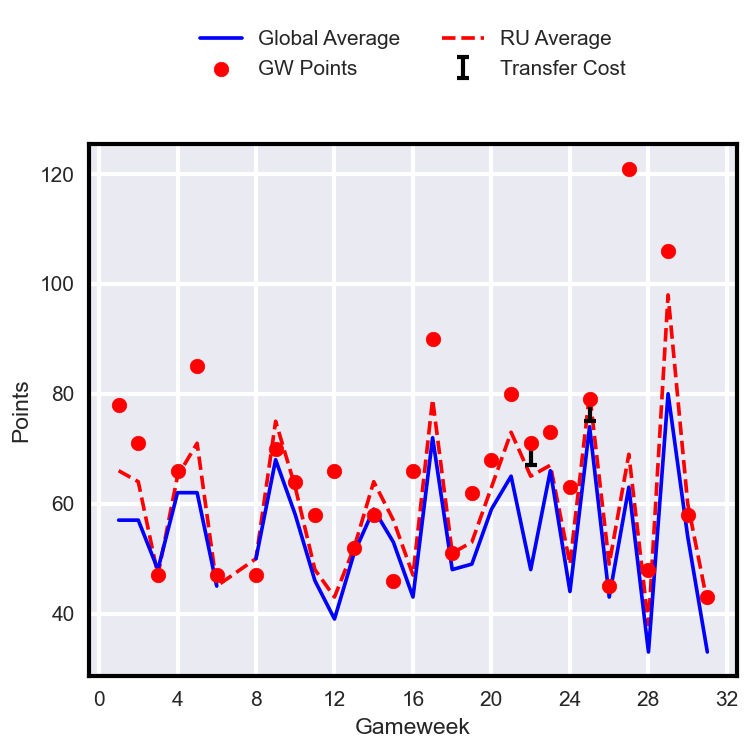 Global Average
RU Average
GW Points
Transfer Cost
120
100
80
60
40
Points
0 4 8 12 16 20 24 28 32
Gameweek